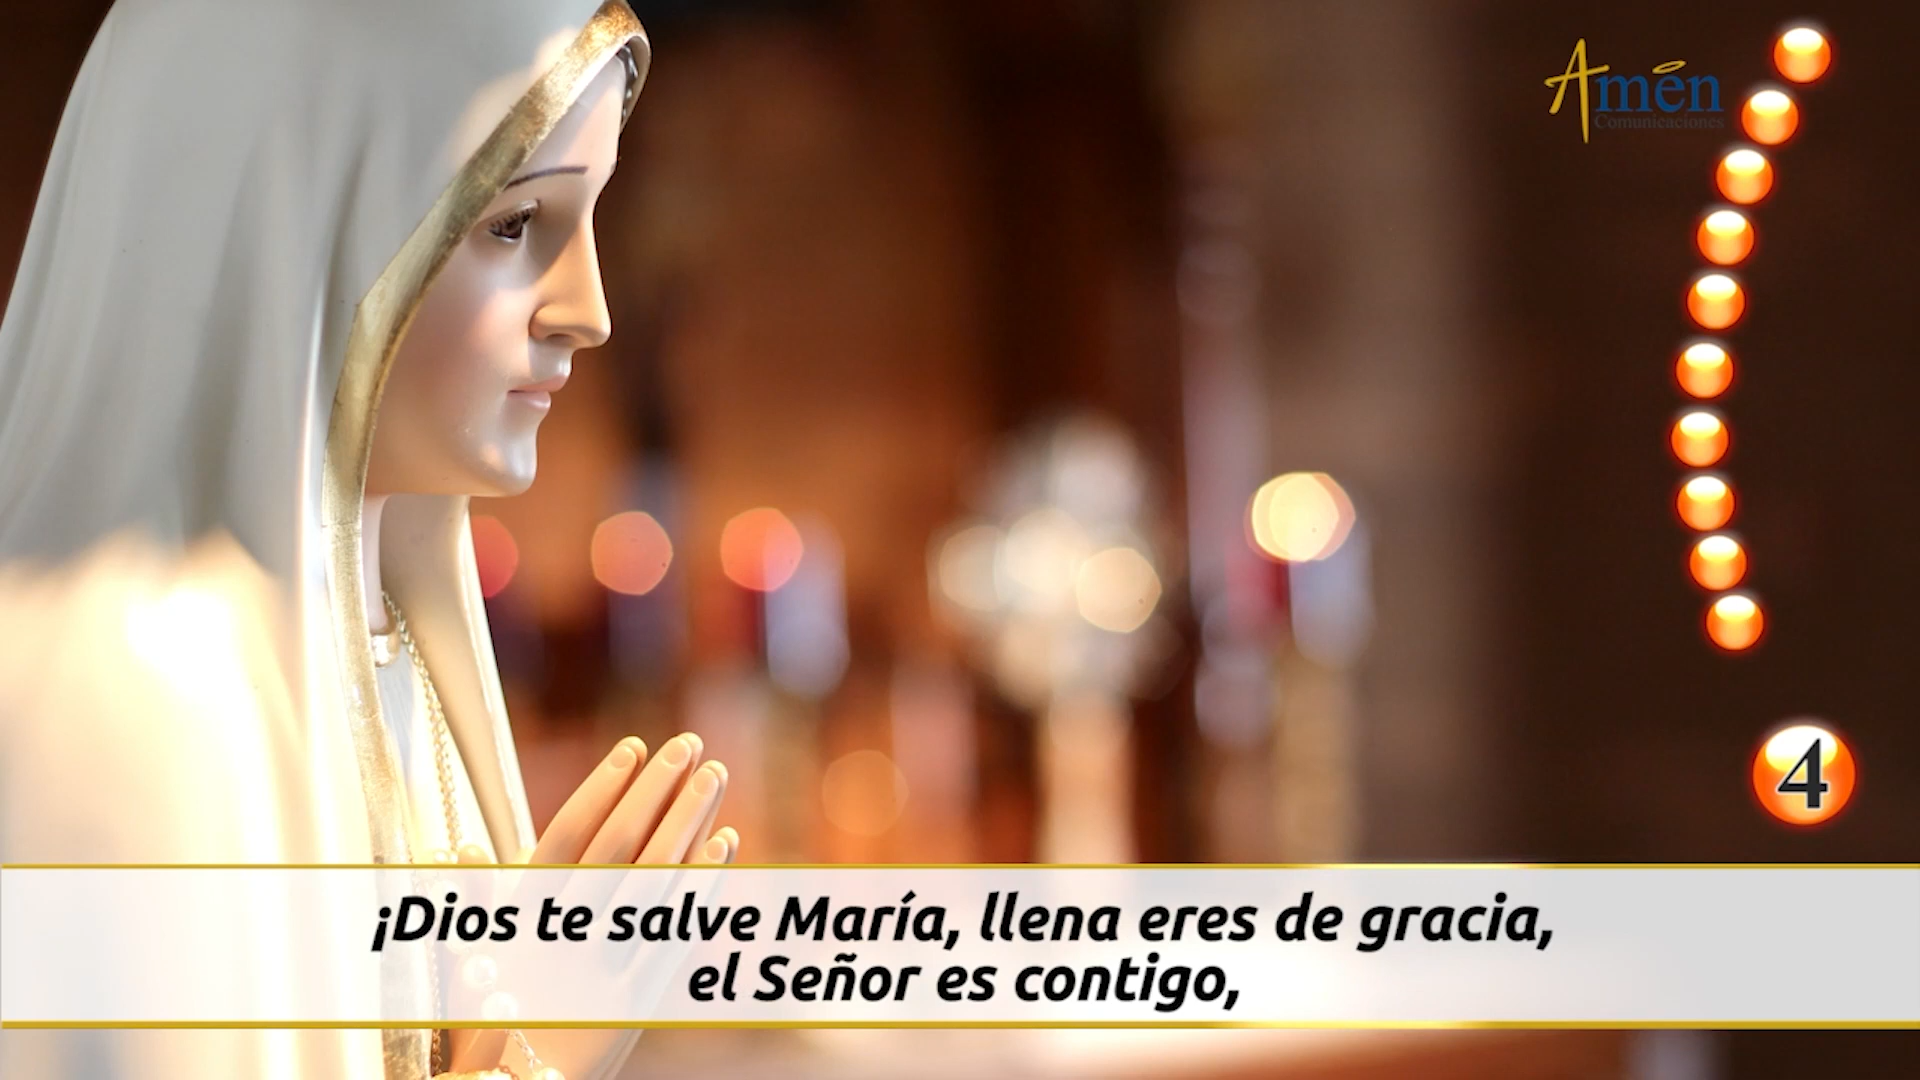 Amén
Comunicaciones
4
¡Dios te salve María, llena eres de gracia,
el Señor es contigo,